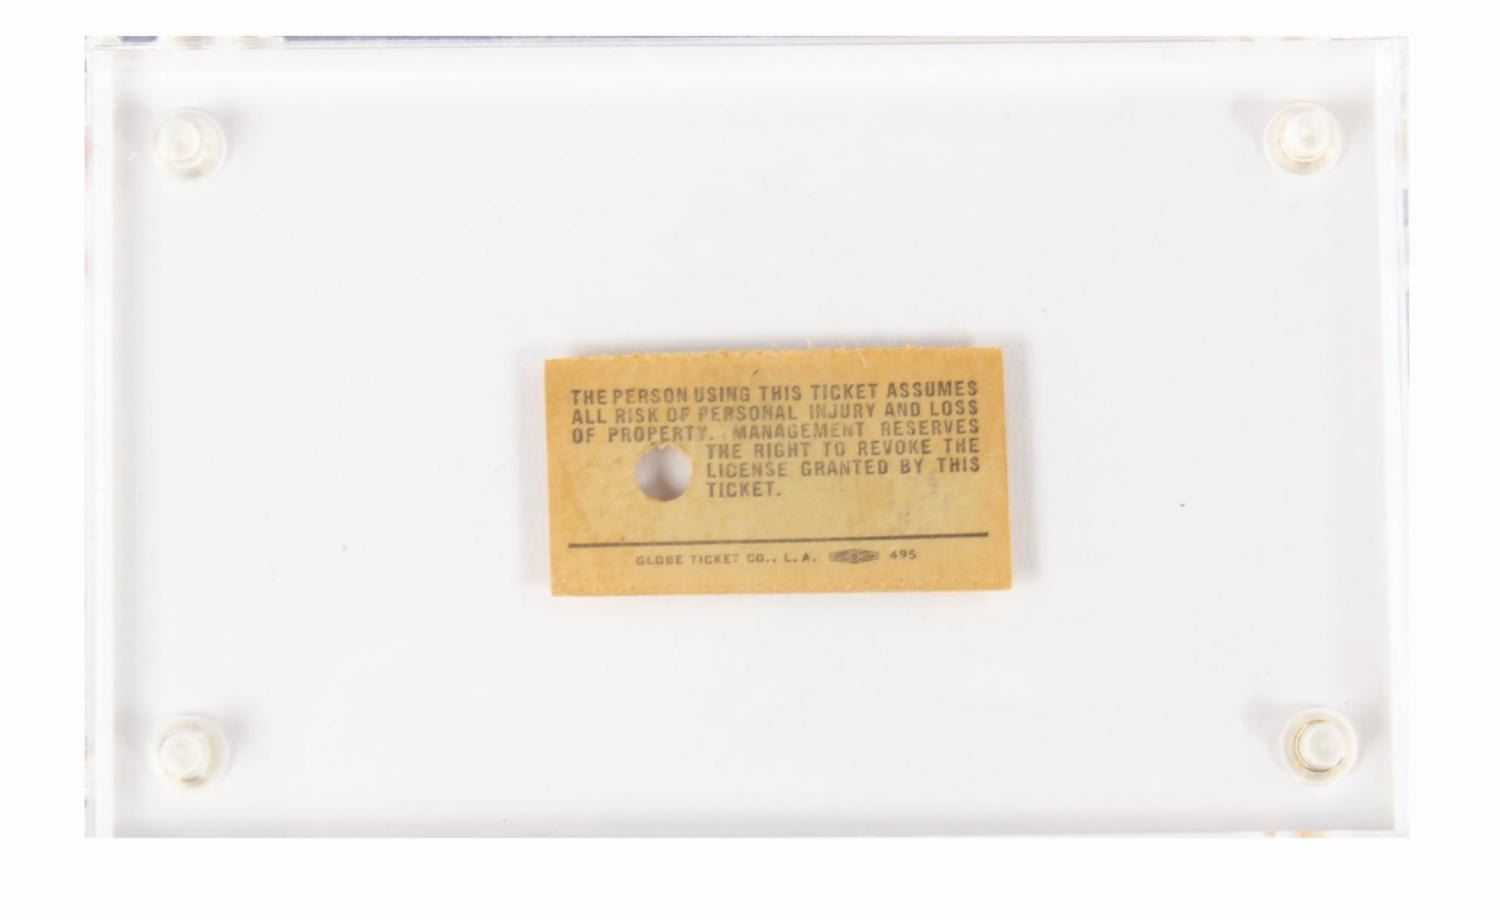 THE PERSON USING THIS TICKET ASSUMES
ALL RISK OF PERSONAL INJURY AND LOSS
OF PROPERTY. MANAGEMENT RESERVES
THE RIGHT TO REVOKE THE
LICENSE GRANTED BY THIS
TICKET.
GLOBE TICKET CO., L. A. 495